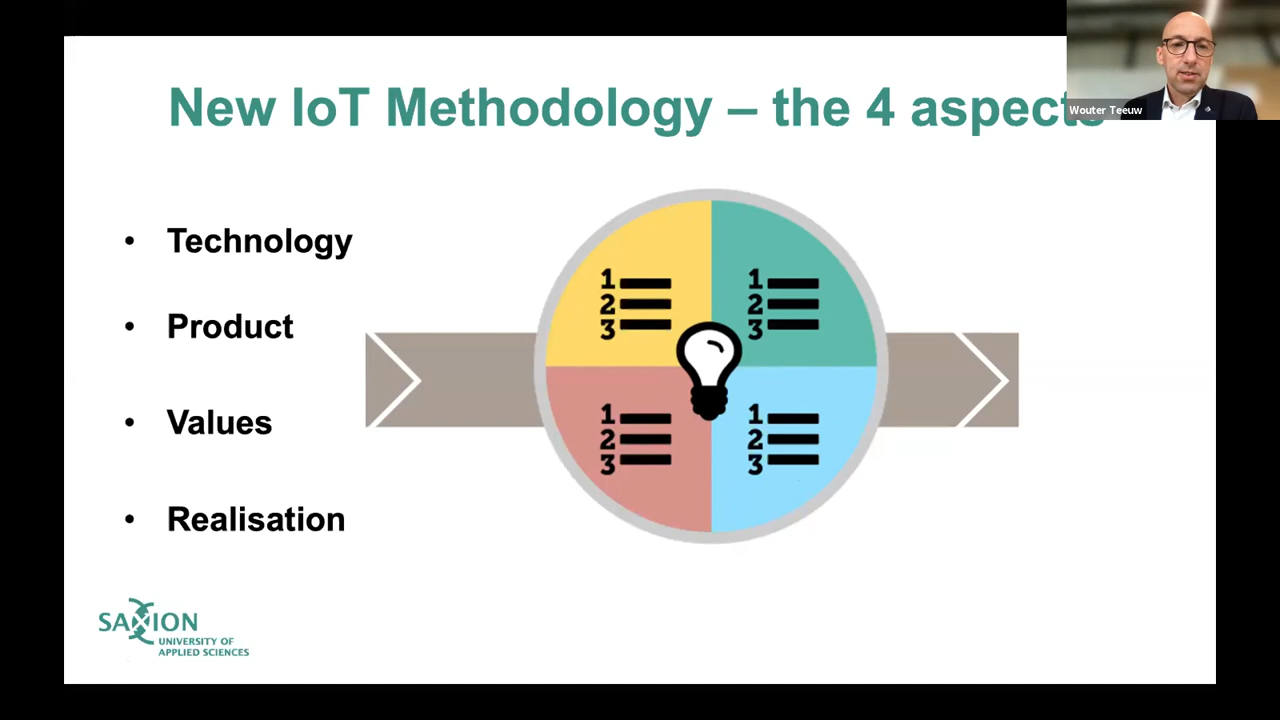 New IoT Methodology – the 4 aspects
Wouter Teeuw
• Technology
• Product
• Values
• Realisation
1
2
3
1
2
3
1
2
3
1
2
3
SAXION
UNIVERSITY OF
APPLIED SCIENCES